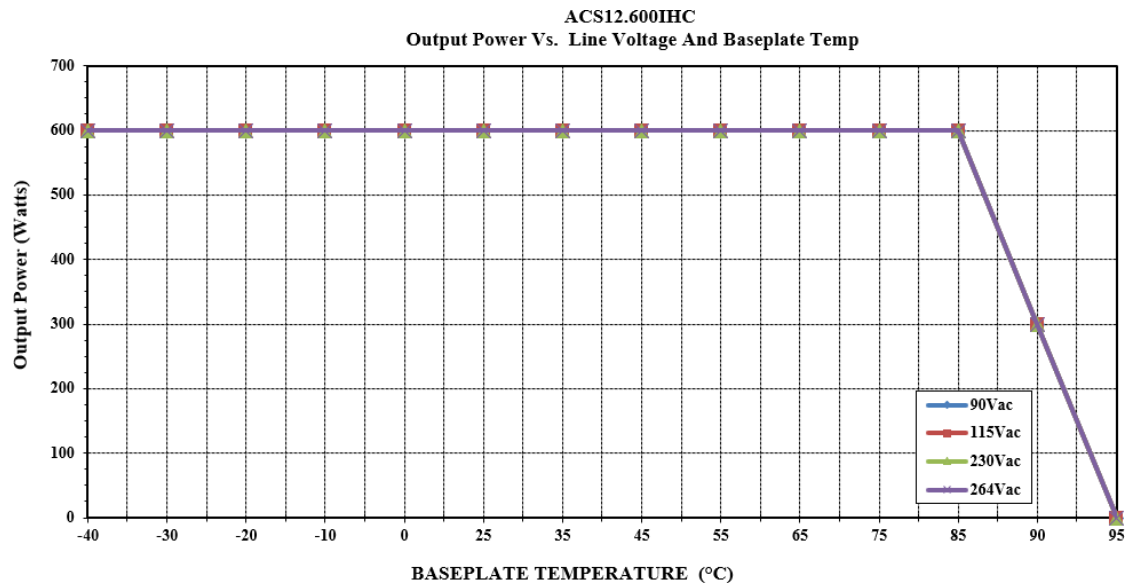 ACS12.600IHC
Output Power Vs. Line Voltage And Baseplate Temp
700
600
500
400
300
200
100
0
Output Power (Watts)
-40 -30 -20 -10 0 25 35 45 55 65 75 85 90 95
BASEPLATE TEMPERATURE (°C)
90Vac
115Vac
230Vac
264Vac